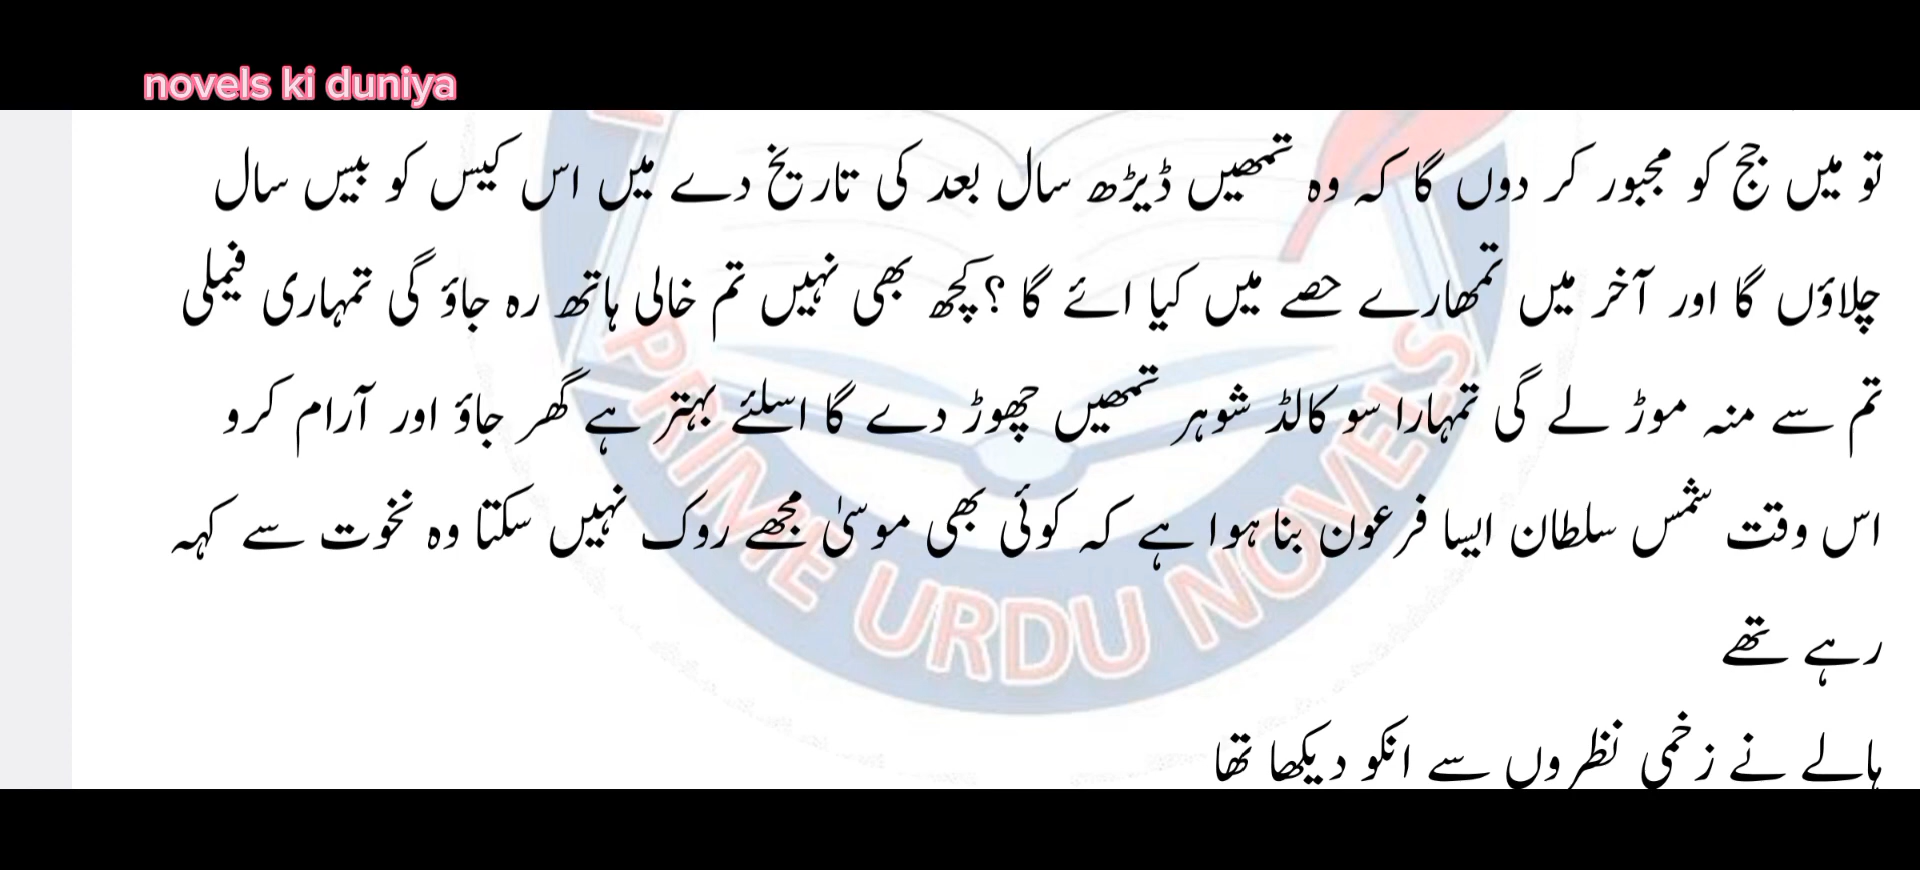 novels ki duniya
تو میں جج کو مجبور کر دوں گا کہ وہ تمھیں ڈیڑھ سال بعد کی تاریخ دے میں اس کیس کو بیس سال
چلاؤں گا اور آخر میں تمھارے حصے میں کیا ائے گا ؟ کچھ بھی نہیں تم خالی ہاتھ رہ جاؤ گی تمہاری فیملی
تم سے منہ موڑ لے گی تمہارا سو کالڈ شوہر تمھیں چھوڑ دے گا اسلئے بہتر ہے گھر جاؤ اور آرام کرو
اس وقت شمس سلطان ایسا فرعون بنا ہوا ہے کہ کوئی بھی موسیٰ مجھے روک نہیں سکتا وہ نخوت سے کہہ
رہے تھے
ہالے نے زخمی نظروں سے انکو دیکھا تھا
PRIME URDU NOVELS